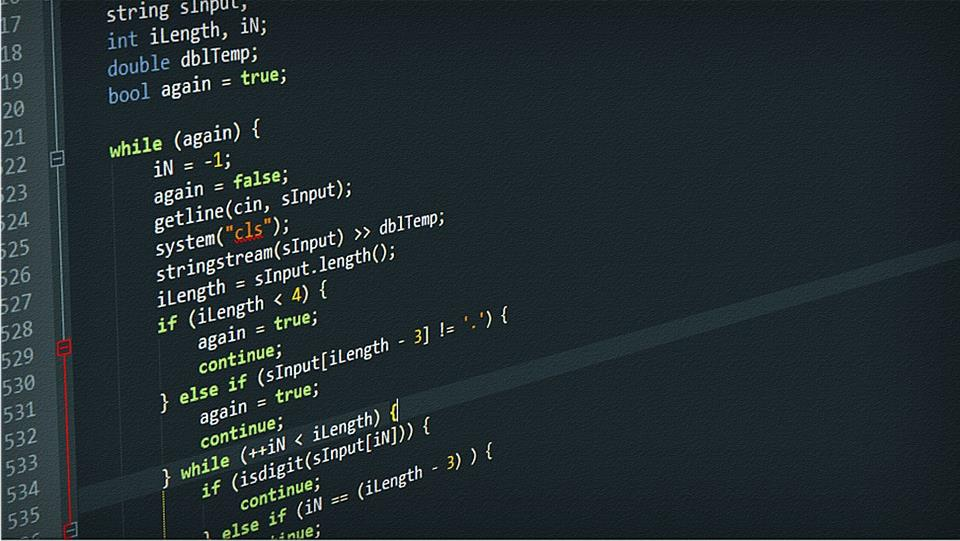 17 string sInput;
18 int iLength, iN;
19 double dblTemp;
20 bool again = true;
21
522 while (again) {
523 iN = -1;
524 again = false;
525 getline(cin, sInput);
526 system("cls");
527 stringstream(sInput) >> dblTemp;
528 iLength = sInput.length();
529 if (iLength < 4) {
530 again = true;
531 continue;
532 } else if (sInput[iLength - 3] != '.') {
533 again = true;
534 continue;
535 } while (++iN < iLength) {
if (isdigit(sInput[iN])) {
continue;
} else if (iN == (iLength - 3) ) {